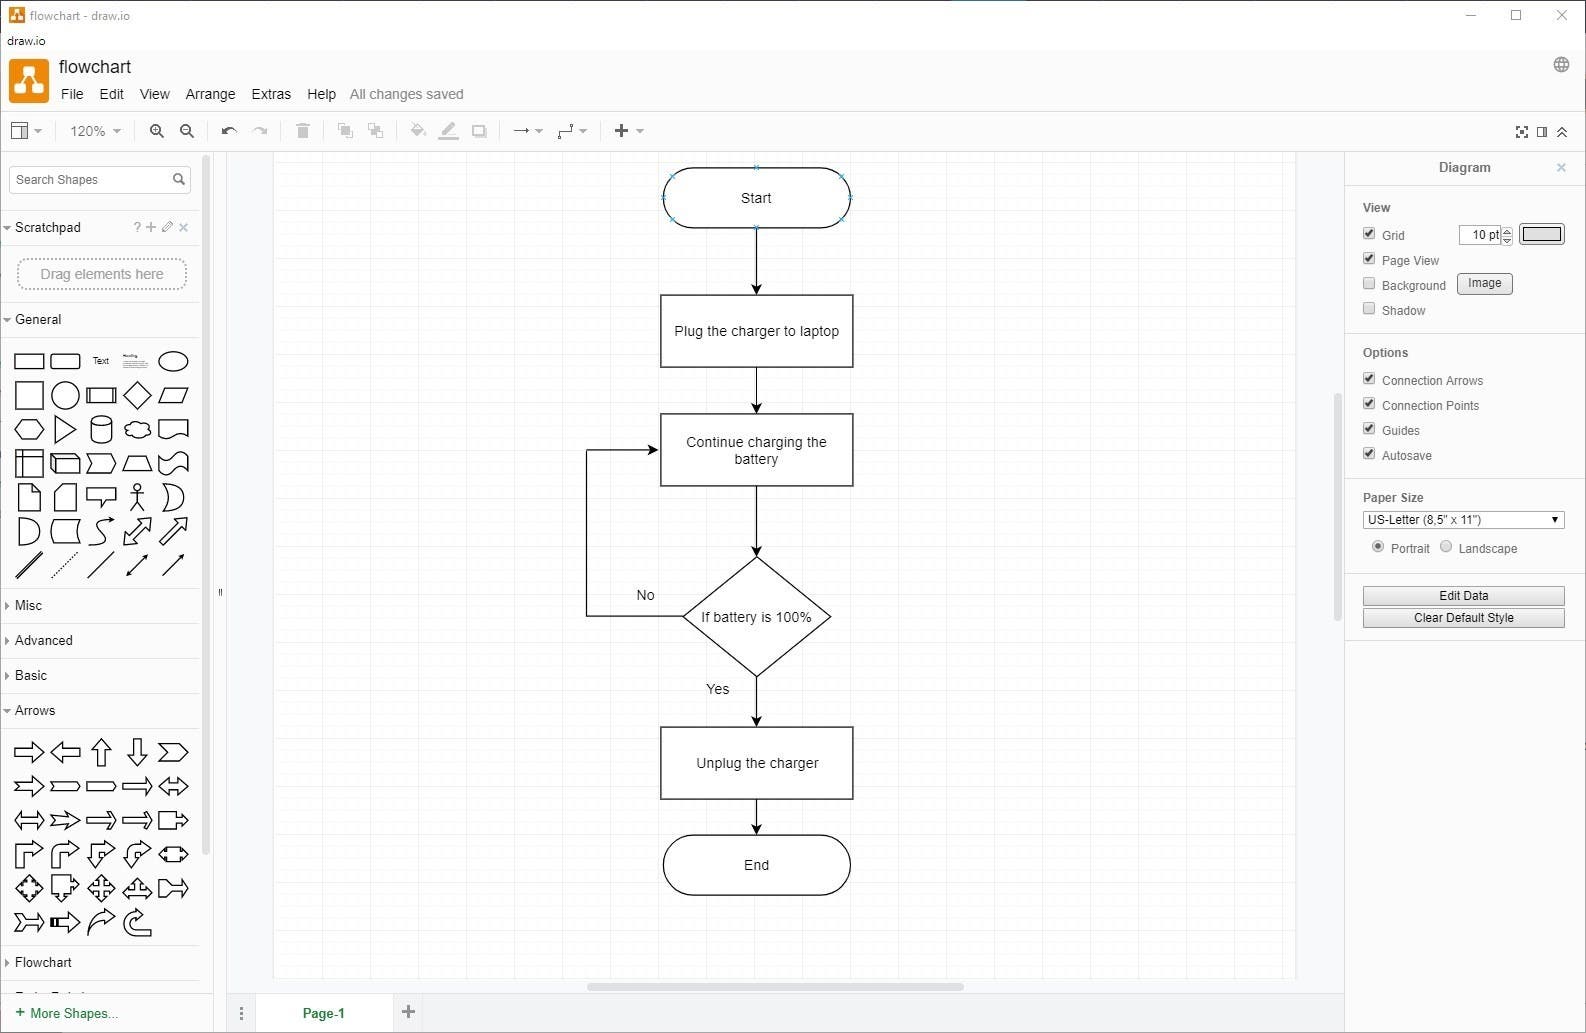 flowchart - draw.io
draw.io
flowchart
File Edit View Arrange Extras Help All changes saved
120%
Search Shapes
Scratchpad ?
Drag elements here
General
Text
Heading
Misc
Advanced
Basic
Arrows
Flowchart
+ More Shapes...
Start
Plug the charger to laptop
Continue charging the
battery
No
If battery is 100%
Yes
Unplug the charger
End
Page-1
Diagram
View
Grid 10 pt
Page View
Background Image
Shadow
Options
Connection Arrows
Connection Points
Guides
Autosave
Paper Size
US-Letter (8,5" x 11")
Portrait Landscape
Edit Data
Clear Default Style